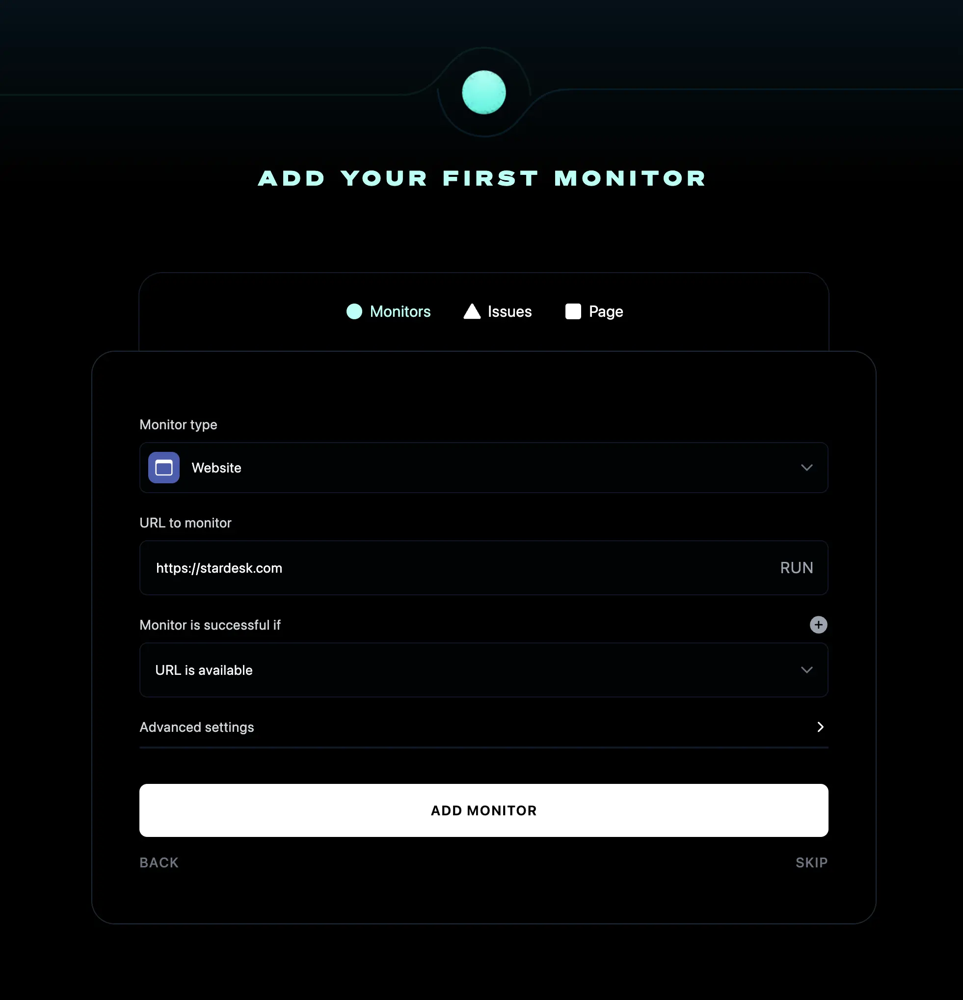 ADD YOUR FIRST MONITOR
Monitors Issues Page
Monitor type
Website
URL to monitor
https://stardesk.com RUN
Monitor is successful if
URL is available
Advanced settings
ADD MONITOR
BACK SKIP